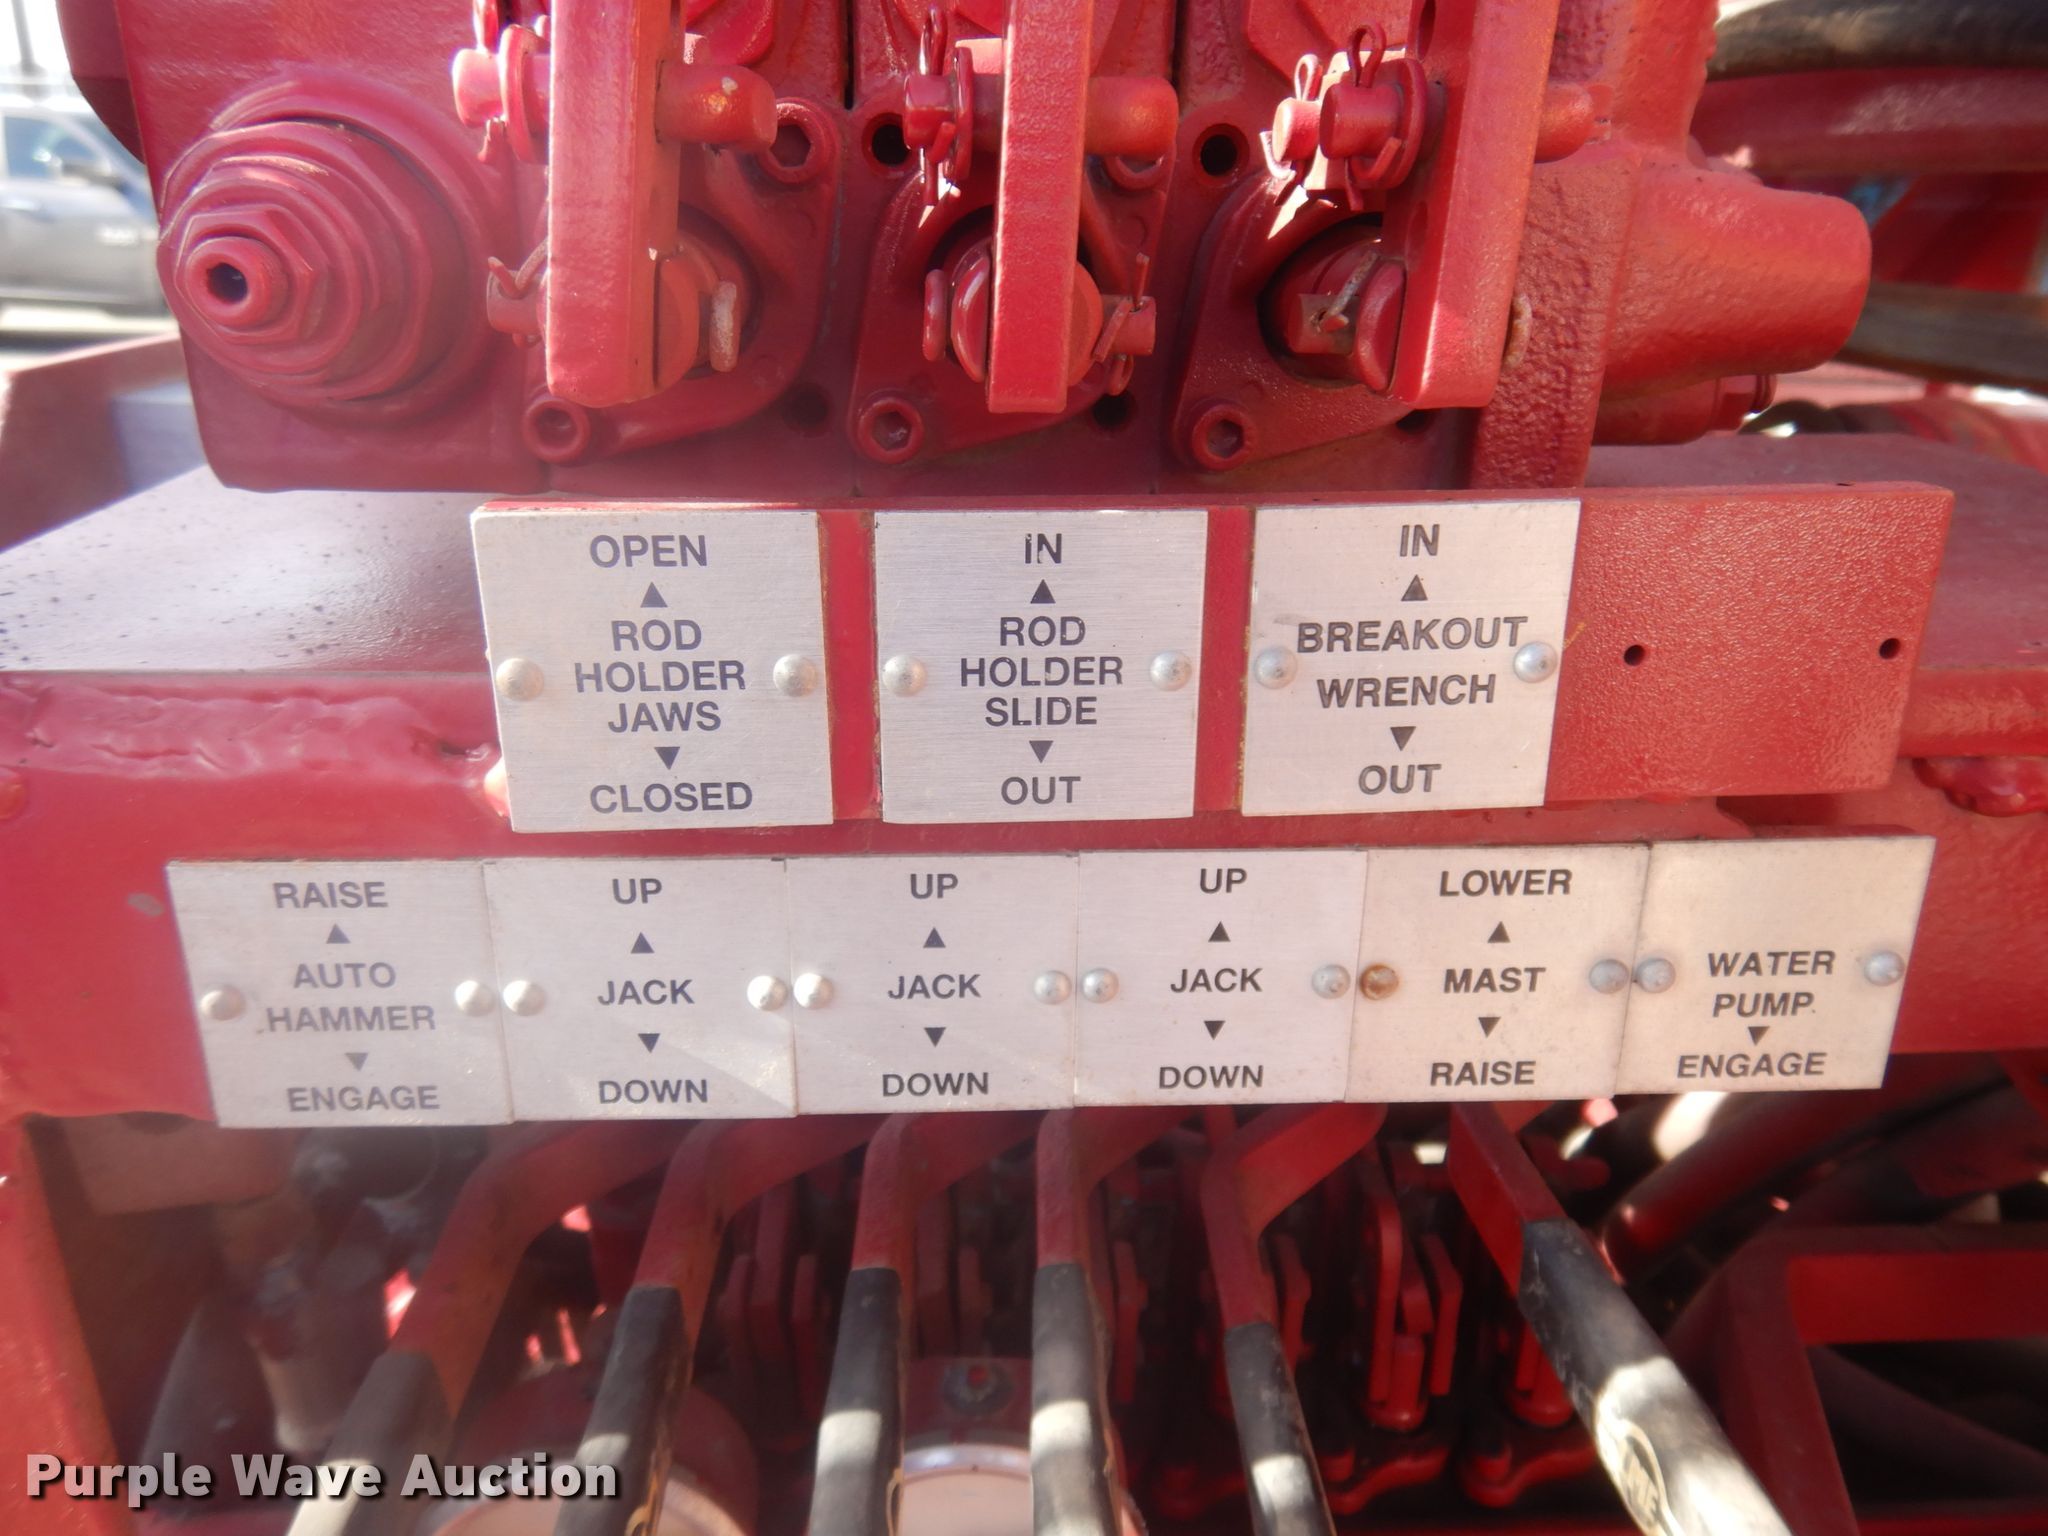 OPEN
▲
ROD
HOLDER
JAWS
▼
CLOSED
IN
▲
ROD
HOLDER
SLIDE
▼
OUT
IN
▲
BREAKOUT
WRENCH
▼
OUT
RAISE
▲
AUTO
HAMMER
▼
ENGAGE
UP
▲
JACK
▼
DOWN
UP
▲
JACK
▼
DOWN
UP
▲
JACK
▼
DOWN
LOWER
▲
MAST
▼
RAISE
WATER
PUMP
▼
ENGAGE
Purple Wave Auction